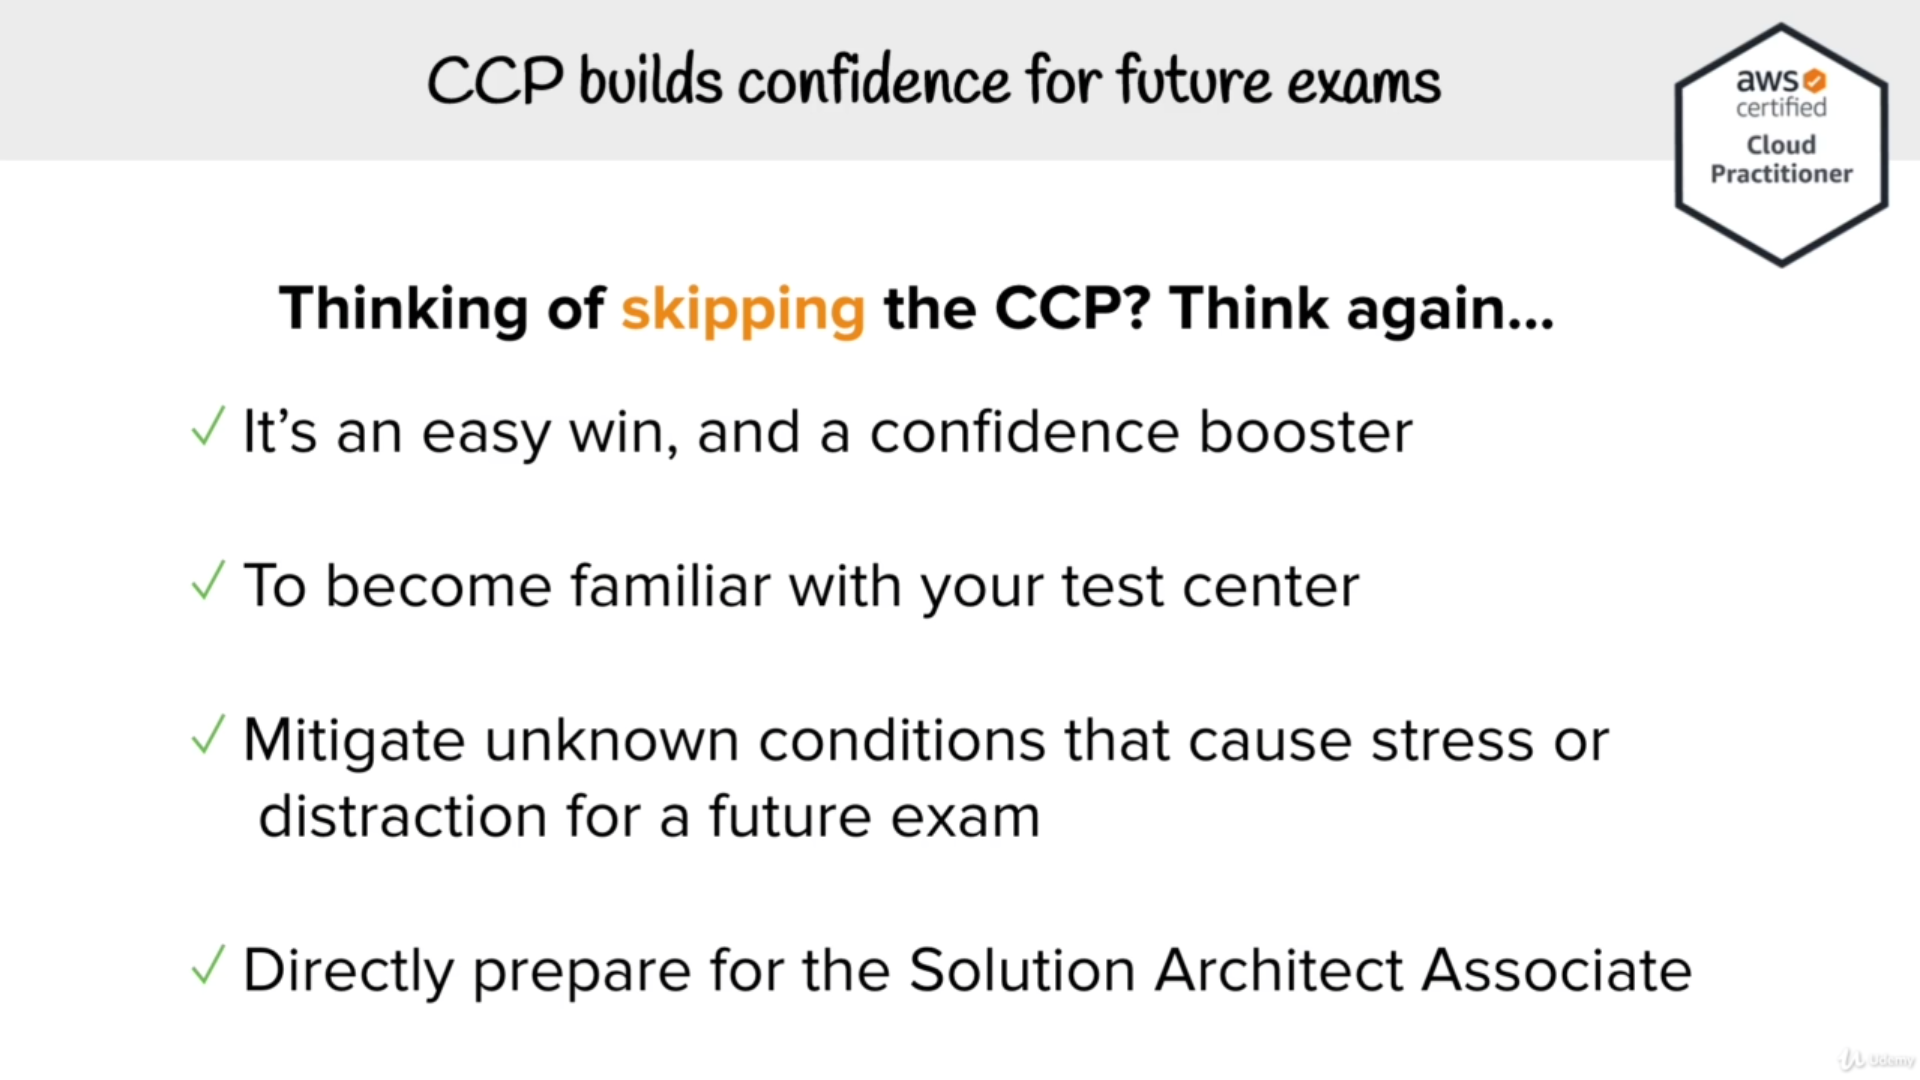 CCP builds confidence for future exams
aws
certified
Cloud
Practitioner
Thinking of skipping the CCP? Think again...
✓ It’s an easy win, and a confidence booster
✓ To become familiar with your test center
✓ Mitigate unknown conditions that cause stress or
distraction for a future exam
✓ Directly prepare for the Solution Architect Associate
Udemy